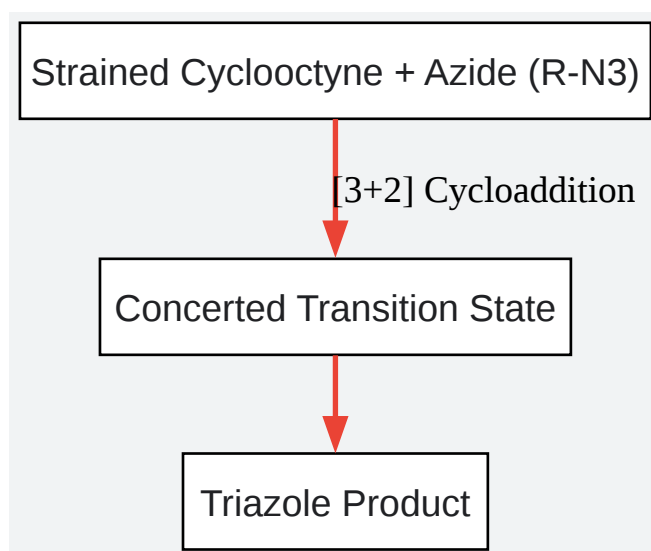 Strained Cyclooctyne + Azide (R-N3)
[3+2] Cycloaddition
Concerted Transition State
Triazole Product